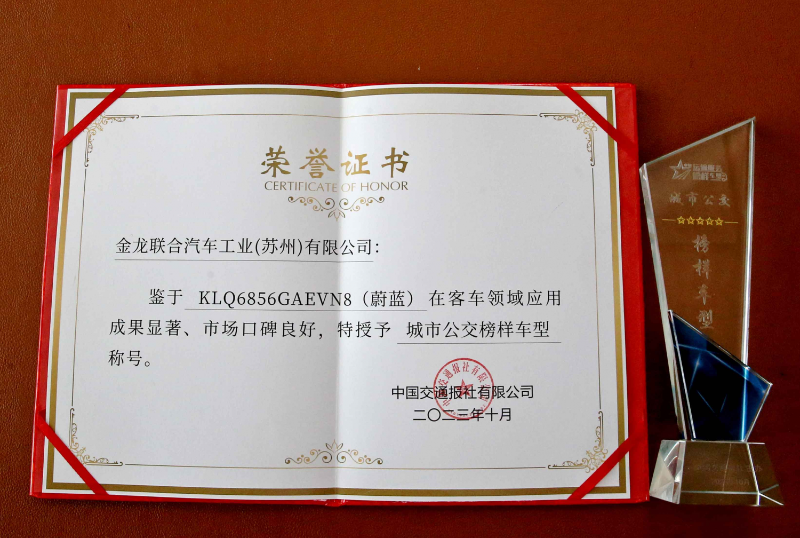 荣誉证书
CERTIFICATE OF HONOR
金龙联合汽车工业(苏州)有限公司：
鉴于 KLQ6856GAEVN8（蔚蓝）在客车领域应用
成果显著、市场口碑良好，特授予 城市公交榜样车型
称号。
中国交通报社有限公司
二〇二三年十月
城市公交
榜样车型